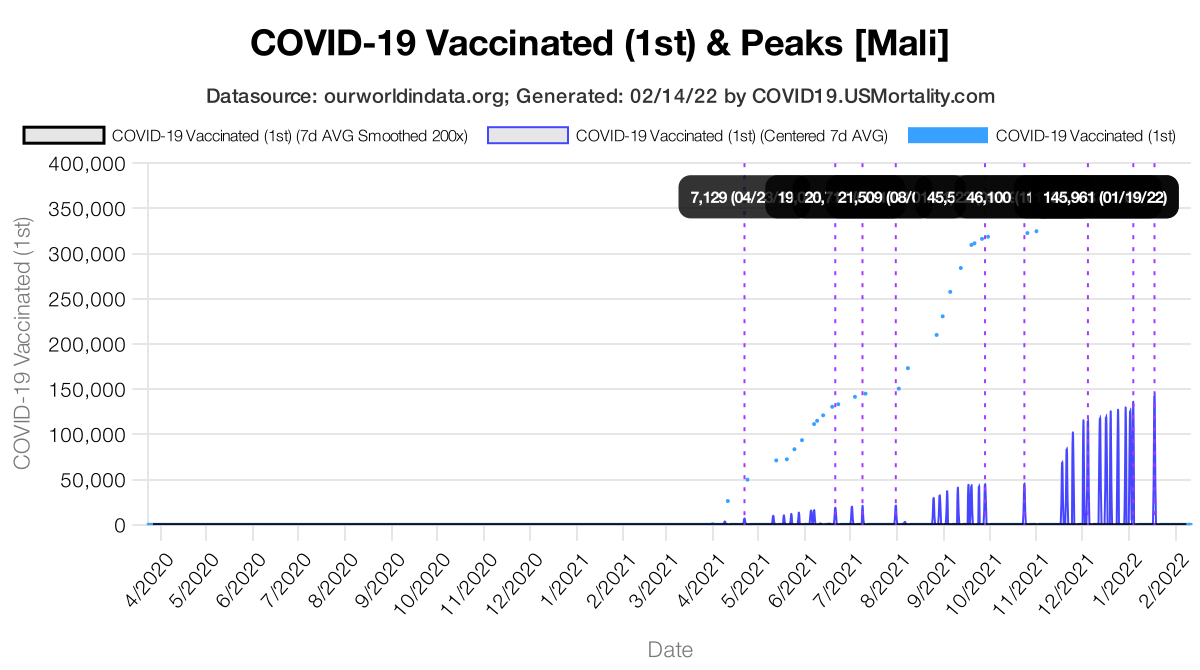 COVID-19 Vaccinated (1st) & Peaks [Mali]
Datasource: ourworldindata.org; Generated: 02/14/22 by COVID19.USMortality.com
COVID-19 Vaccinated (1st) (7d AVG Smoothed 200x) COVID-19 Vaccinated (1st) (Centered 7d AVG) COVID-19 Vaccinated (1st)
400,000
7,129 (04/2 19 20, 21,509 (08/ 45,5 46,100 145,961 (01/19/22)
350,000
300,000
250,000
200,000
150,000
100,000
50,000
0
COVID-19 Vaccinated (1st)
4/2020 5/2020 6/2020 7/2020 8/2020 9/2020 10/2020 11/2020 12/2020 1/2021 2/2021 3/2021 4/2021 5/2021 6/2021 7/2021 8/2021 9/2021 10/2021 11/2021 12/2021 1/2022 2/2022
Date